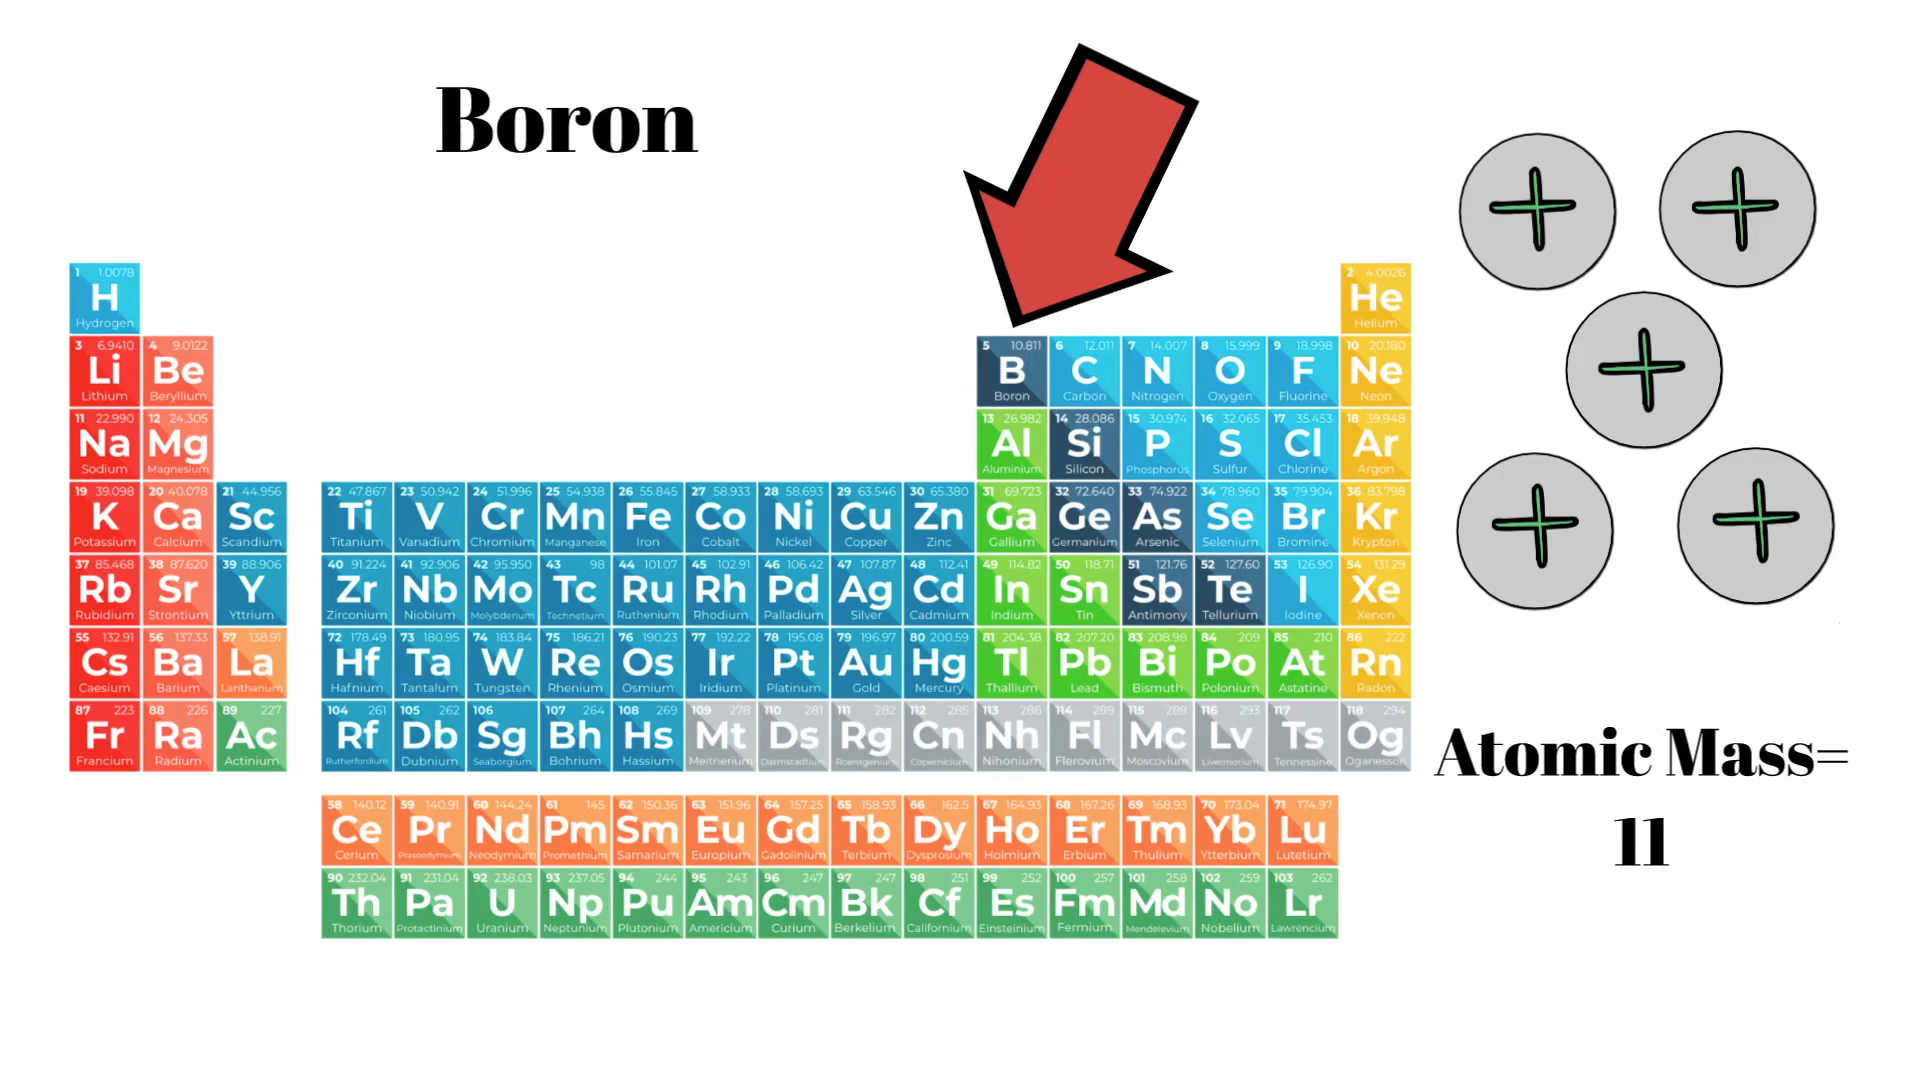 Boron
1 1.0078
H
Hydrogen
2 4.0026
He
Helium
3 6.9410 4 9.0122 5 10.811 6 12.011 7 14.007 8 15.999 9 18.998 10 20.180
Li Be B C N O F Ne
Lithium Beryllium Boron Carbon Nitrogen Oxygen Fluorine Neon
11 22.990 12 24.305 13 26.982 14 28.086 15 30.974 16 32.065 17 35.453 18 39.948
Na Mg Al Si P S Cl Ar
Sodium Magnesium Aluminium Silicon Phosphorus Sulfur Chlorine Argon
19 39.098 20 40.078 21 44.956 22 47.867 23 50.942 24 51.996 25 54.938 26 55.845 27 58.933 28 58.693 29 63.546 30 65.380 31 69.723 32 72.640 33 74.922 34 78.960 35 79.904 36 83.798
K Ca Sc Ti V Cr Mn Fe Co Ni Cu Zn Ga Ge As Se Br Kr
Potassium Calcium Scandium Titanium Vanadium Chromium Manganese Iron Cobalt Nickel Copper Zinc Gallium Germanium Arsenic Selenium Bromine Krypton
37 85.468 38 87.620 39 88.906 40 91.224 41 92.906 42 95.950 43 98 44 101.07 45 102.91 46 106.42 47 107.87 48 112.41 49 114.82 50 118.71 51 121.76 52 127.60 53 126.90 54 131.29
Rb Sr Y Zr Nb Mo Tc Ru Rh Pd Ag Cd In Sn Sb Te I Xe
Rubidium Strontium Yttrium Zirconium Niobium Molybdenum Technetium Ruthenium Rhodium Palladium Silver Cadmium Indium Tin Antimony Tellurium Iodine Xenon
55 132.91 56 137.33 57 138.91 72 178.49 73 180.95 74 183.84 75 186.21 76 190.23 77 192.22 78 195.08 79 196.97 80 200.59 81 204.38 82 207.20 83 208.98 84 209 85 210 86 222
Cs Ba La Hf Ta W Re Os Ir Pt Au Hg Tl Pb Bi Po At Rn
Caesium Barium Lanthanum Hafnium Tantalum Tungsten Rhenium Osmium Iridium Platinum Gold Mercury Thallium Lead Bismuth Polonium Astatine Radon
87 223 88 226 89 227 104 261 105 262 106 107 264 108 269 109 278 110 281 111 282 112 285 113 286 114 289 115 289 116 293 117 118 294
Fr Ra Ac Rf Db Sg Bh Hs Mt Ds Rg Cn Nh Fl Mc Lv Ts Og
Francium Radium Actinium Rutherfordium Dubnium Seaborgium Bohrium Hassium Meitnerium Darmstadtium Roentgenium Copernicium Nihonium Flerovium Moscovium Livermorium Tennessine Oganesson
58 140.12 59 140.91 60 144.24 61 145 62 150.36 63 151.96 64 157.25 65 158.93 66 162.5 67 164.93 68 167.26 69 168.93 70 173.04 71 174.97
Ce Pr Nd Pm Sm Eu Gd Tb Dy Ho Er Tm Yb Lu
Cerium Praseodymium Neodymium Promethium Samarium Europium Gadolinium Terbium Dysprosium Holmium Erbium Thulium Ytterbium Lutetium
90 232.04 91 231.04 92 238.03 93 237.05 94 244 95 243 96 247 97 247 98 251 99 252 100 257 101 258 102 259 103 262
Th Pa U Np Pu Am Cm Bk Cf Es Fm Md No Lr
Thorium Protactinium Uranium Neptunium Plutonium Americium Curium Berkelium Californium Einsteinium Fermium Mendelevium Nobelium Lawrencium
+ +
+
+ +
Atomic Mass=
11